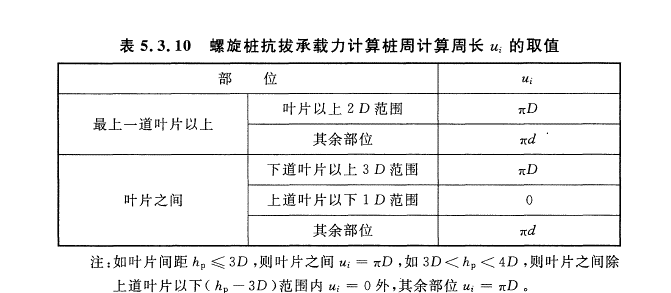 表 5.3.10 螺旋桩抗拔承载力计算桩周计算周长 uᵢ 的取值
部 位 uᵢ
最上一道叶片以上 叶片以上 2 D 范围 πD
其余部位 πd
叶片之间 下道叶片以上 3 D 范围 πD
上道叶片以下 1 D 范围 0
其余部位 πd
注:如叶片间距 hₚ ⩽ 3D,则叶片之间 uᵢ = πD,如 3D < hₚ < 4D,则叶片之间除
上道叶片以下(hₚ − 3D)范围内 uᵢ = 0 外,其余部位 uᵢ = πD。